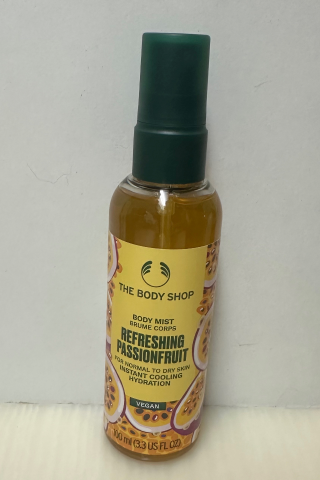 THE BODY SHOP
BODY MIST
BRUME CORPS
REFRESHING
PASSIONFRUIT
FOR NORMAL TO DRY SKIN
INSTANT COOLING
HYDRATION
VEGAN
100 ml (3.3 US FL OZ)